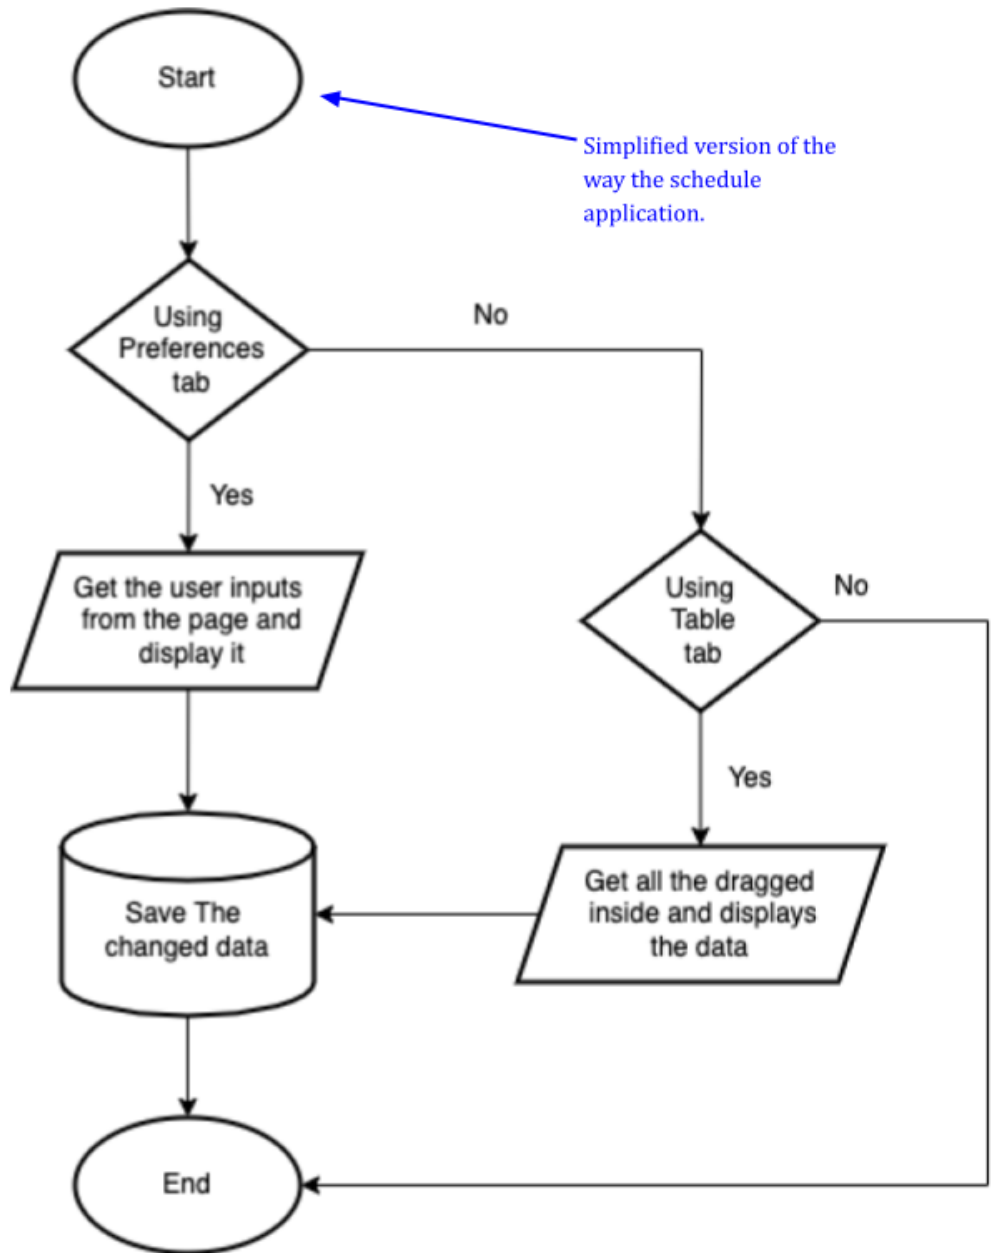 Start
Simplified version of the
way the schedule
application.
Using
Preferences
tab
No
Yes
Get the user inputs
from the page and
display it
Using
Table
tab
No
Yes
Get all the dragged
inside and displays
the data
Save The
changed data
End